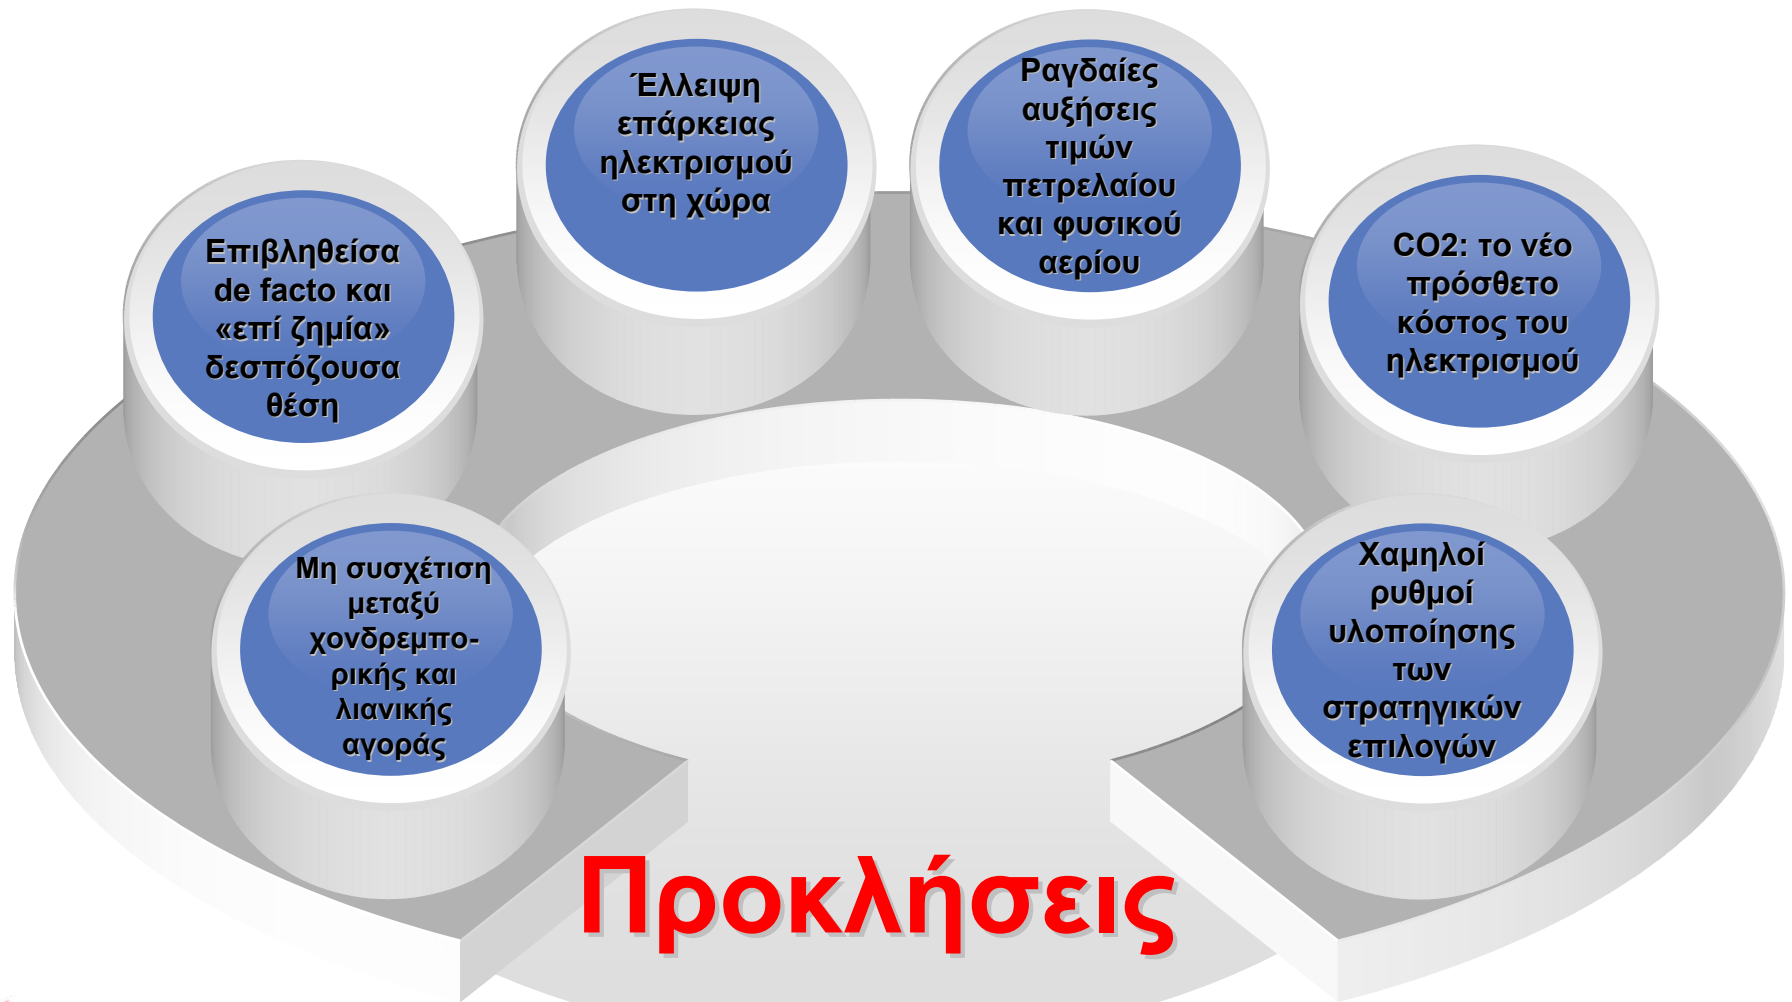 Έλλειψη
επάρκειας
ηλεκτρισμού
στη χώρα
Ραγδαίες
αυξήσεις
τιμών
πετρελαίου
και φυσικού
αερίου
Επιβληθείσα
de facto και
«επί ζημία»
δεσπόζουσα
θέση
CO2: το νέο
πρόσθετο
κόστος του
ηλεκτρισμού
Μη συσχέτιση
μεταξύ
χονδρεμπο-
ρικής και
λιανικής
αγοράς
Χαμηλοί
ρυθμοί
υλοποίησης
των
στρατηγικών
επιλογών
Προκλήσεις